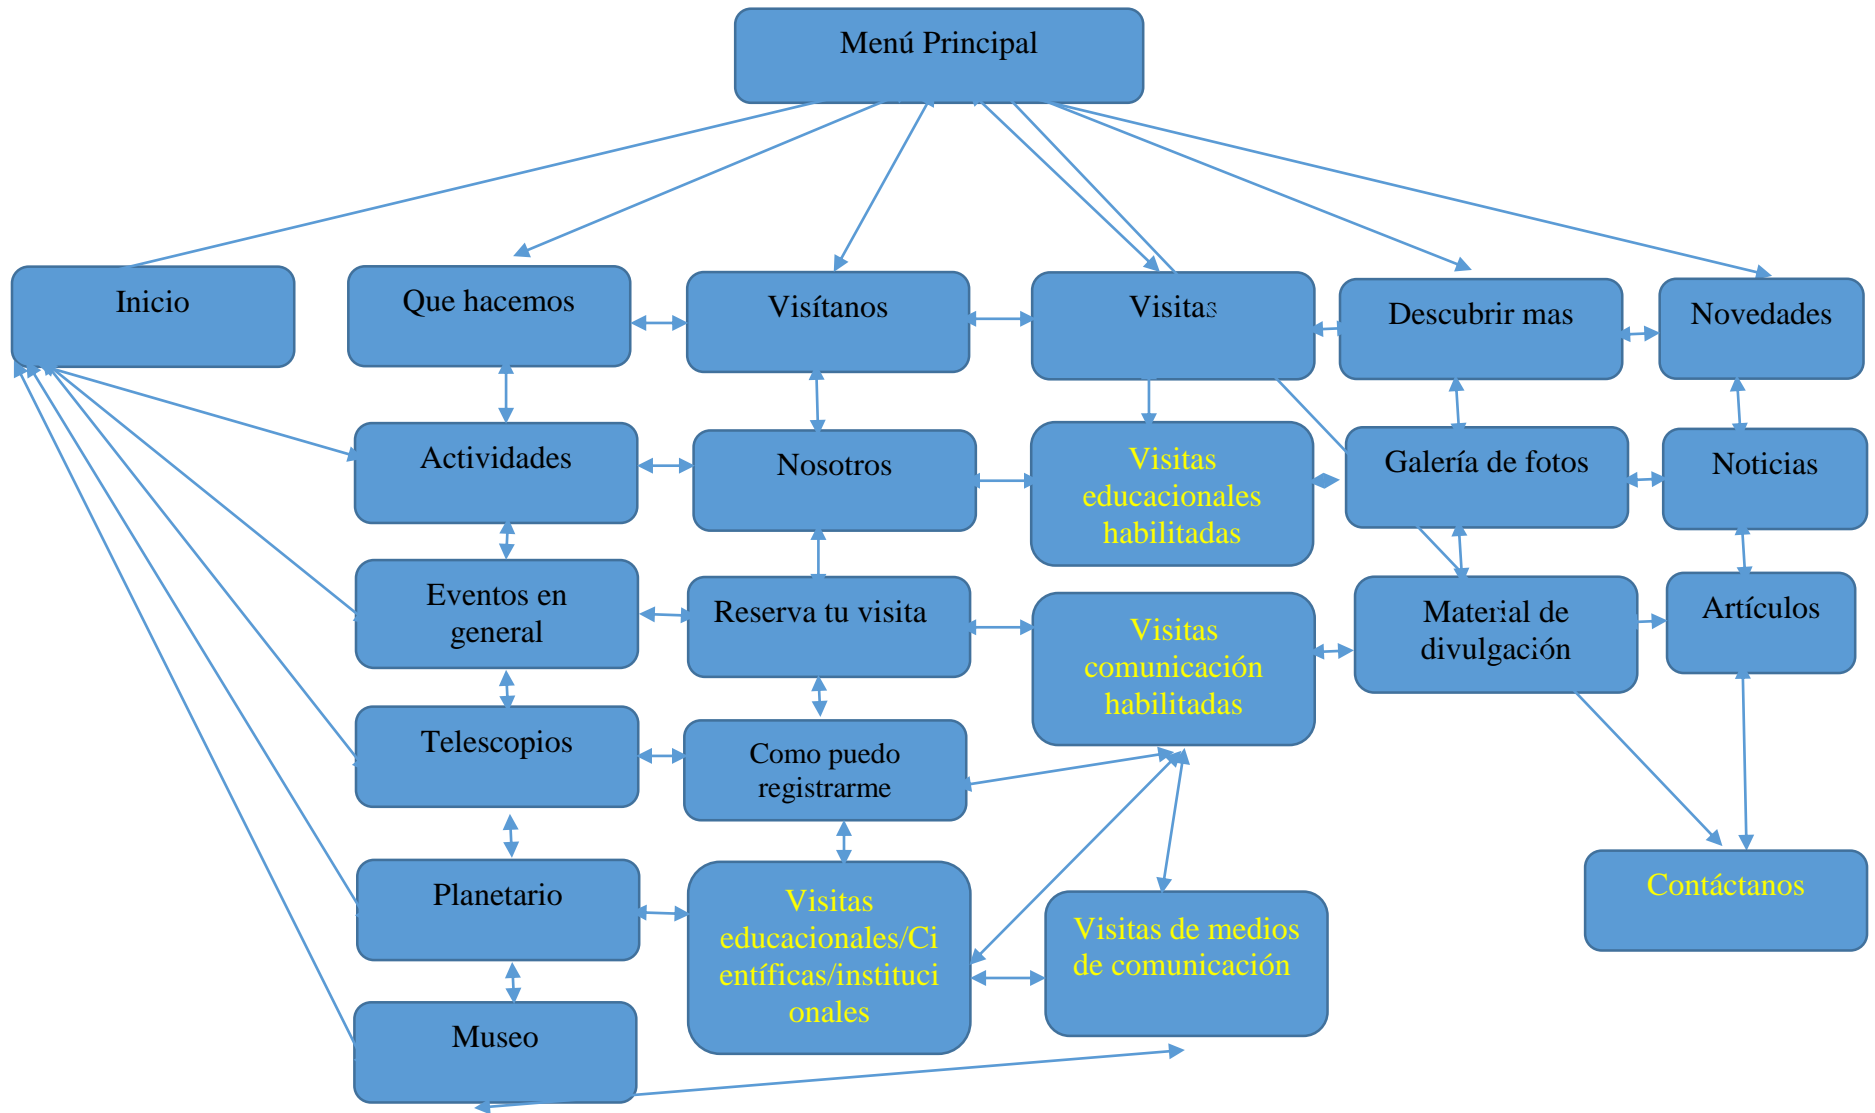 Menú Principal
Inicio
Que hacemos
Visítanos
Visitas
Descubrir mas
Novedades
Actividades
Nosotros
Visitas
educacionales
habilitadas
Galería de fotos
Noticias
Eventos en
general
Reserva tu visita
Visitas
comunicación
habilitadas
Material de
divulgación
Artículos
Telescopios
Como puedo
registrarme
Planetario
Visitas
educacionales/Ci
entíficas/instituci
onales
Visitas de medios
de comunicación
Contáctanos
Museo